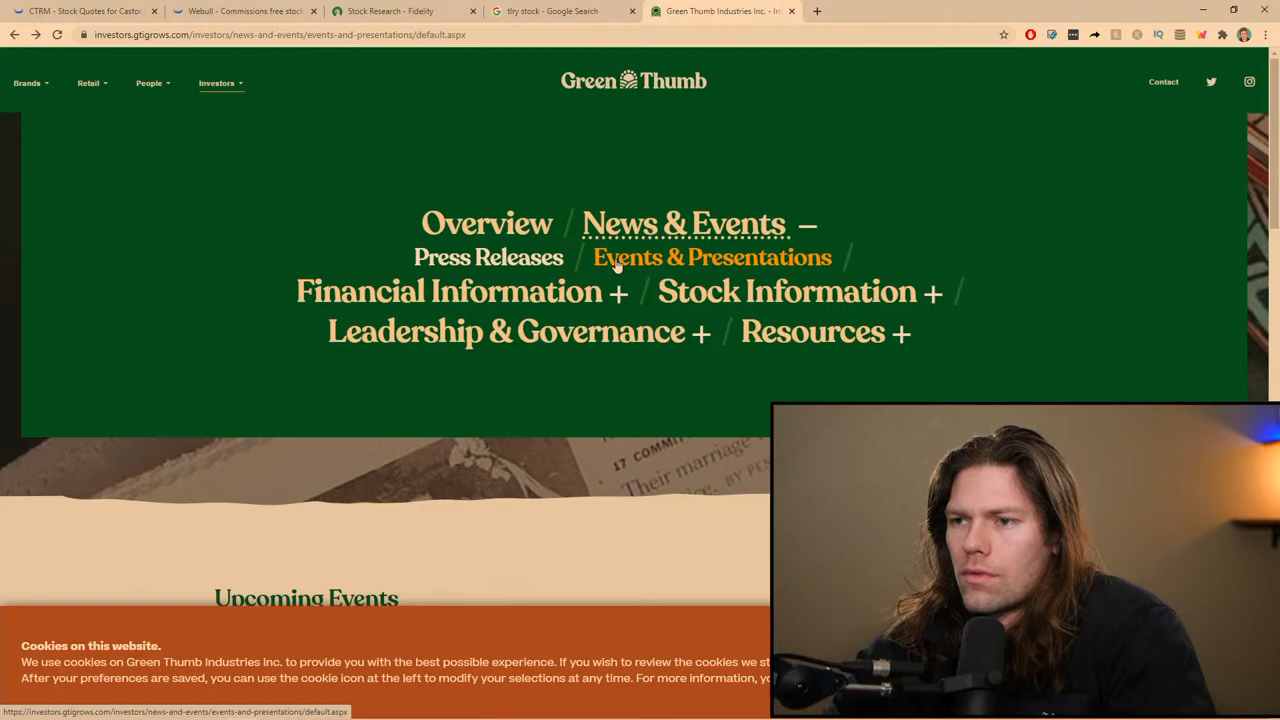 CTRM - Stock Quotes for Castor
Webull - Commissions free stock
Stock Research - Fidelity
tlry stock - Google Search
Green Thumb Industries Inc. - In
investors.gtigrows.com/investors/news-and-events/events-and-presentations/default.aspx
Brands
Retail
People
Investors
Green Thumb
Contact
Overview / News & Events –
Press Releases / Events & Presentations /
Financial Information + / Stock Information + /
Leadership & Governance + / Resources +
17 COMMIT
Their marriage
BY PEN
Upcoming Events
Cookies on this website.
We use cookies on Green Thumb Industries Inc. to provide you with the best possible experience. If you wish to review the cookies we st
After your preferences are saved, you can use the cookie icon at the left to modify your selections at any time. For more information, yo
https://investors.gtigrows.com/investors/news-and-events/events-and-presentations/default.aspx